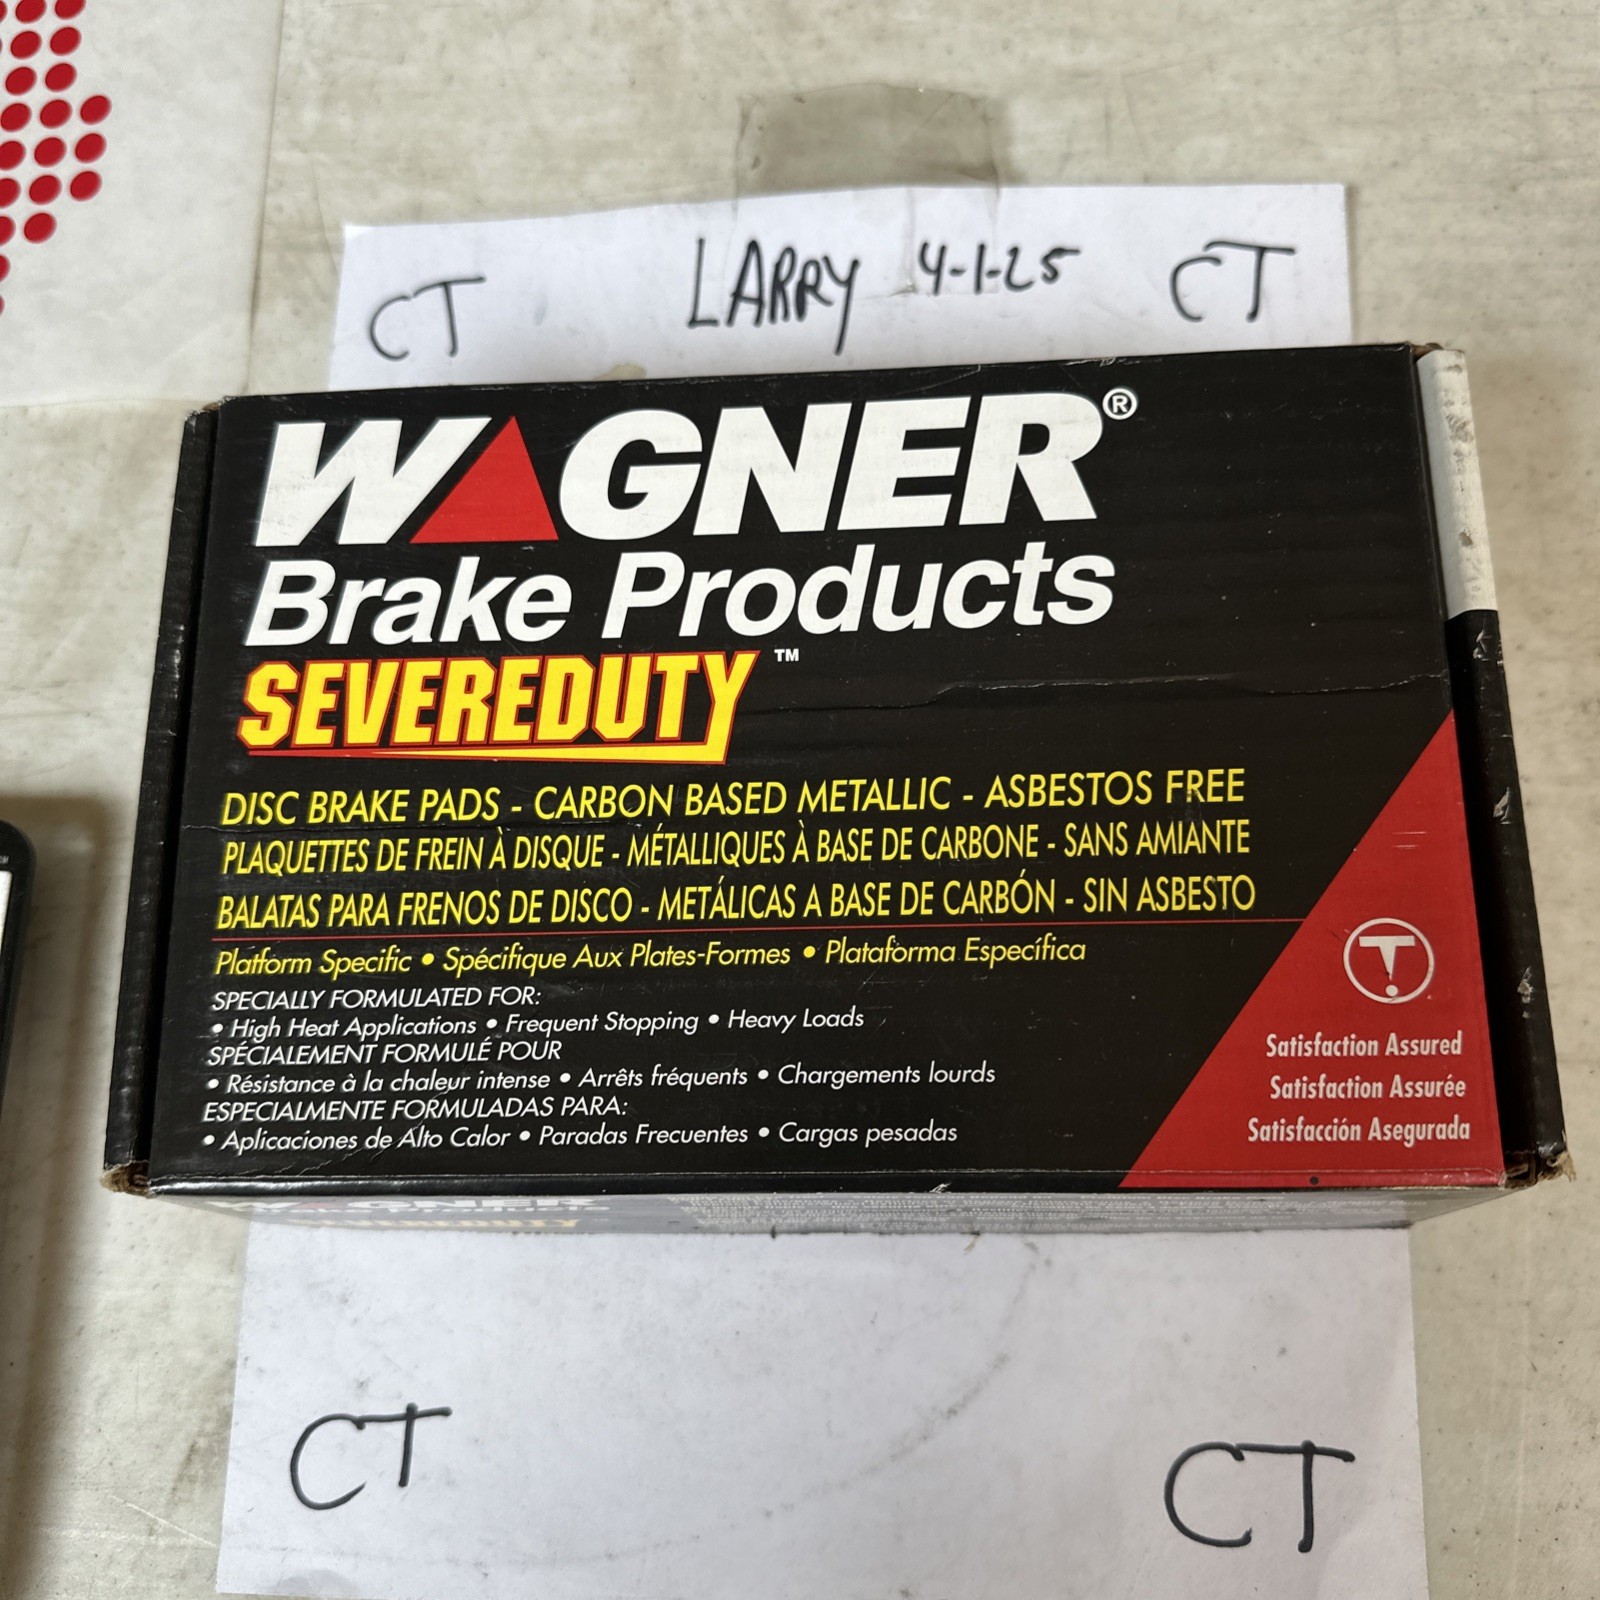 CT LARRY 4-1-25 CT
WAGNER®
Brake Products
SEVEREDUTY™
DISC BRAKE PADS - CARBON BASED METALLIC - ASBESTOS FREE
PLAQUETTES DE FREIN À DISQUE - MÉTALLIQUES À BASE DE CARBONE - SANS AMIANTE
BALATAS PARA FRENOS DE DISCO - METÁLICAS A BASE DE CARBÓN - SIN ASBESTO
Platform Specific • Spécifique Aux Plates-Formes • Plataforma Específica
SPECIALLY FORMULATED FOR:
• High Heat Applications • Frequent Stopping • Heavy Loads
SPÉCIALEMENT FORMULÉ POUR
• Résistance à la chaleur intense • Arrêts fréquents • Chargements lourds
ESPECIALMENTE FORMULADAS PARA:
• Aplicaciones de Alto Calor • Paradas Frecuentes • Cargas pesadas
Satisfaction Assured
Satisfaction Assurée
Satisfacción Asegurada
WAGNER
Brake Products
SEVEREDUTY
CT CT